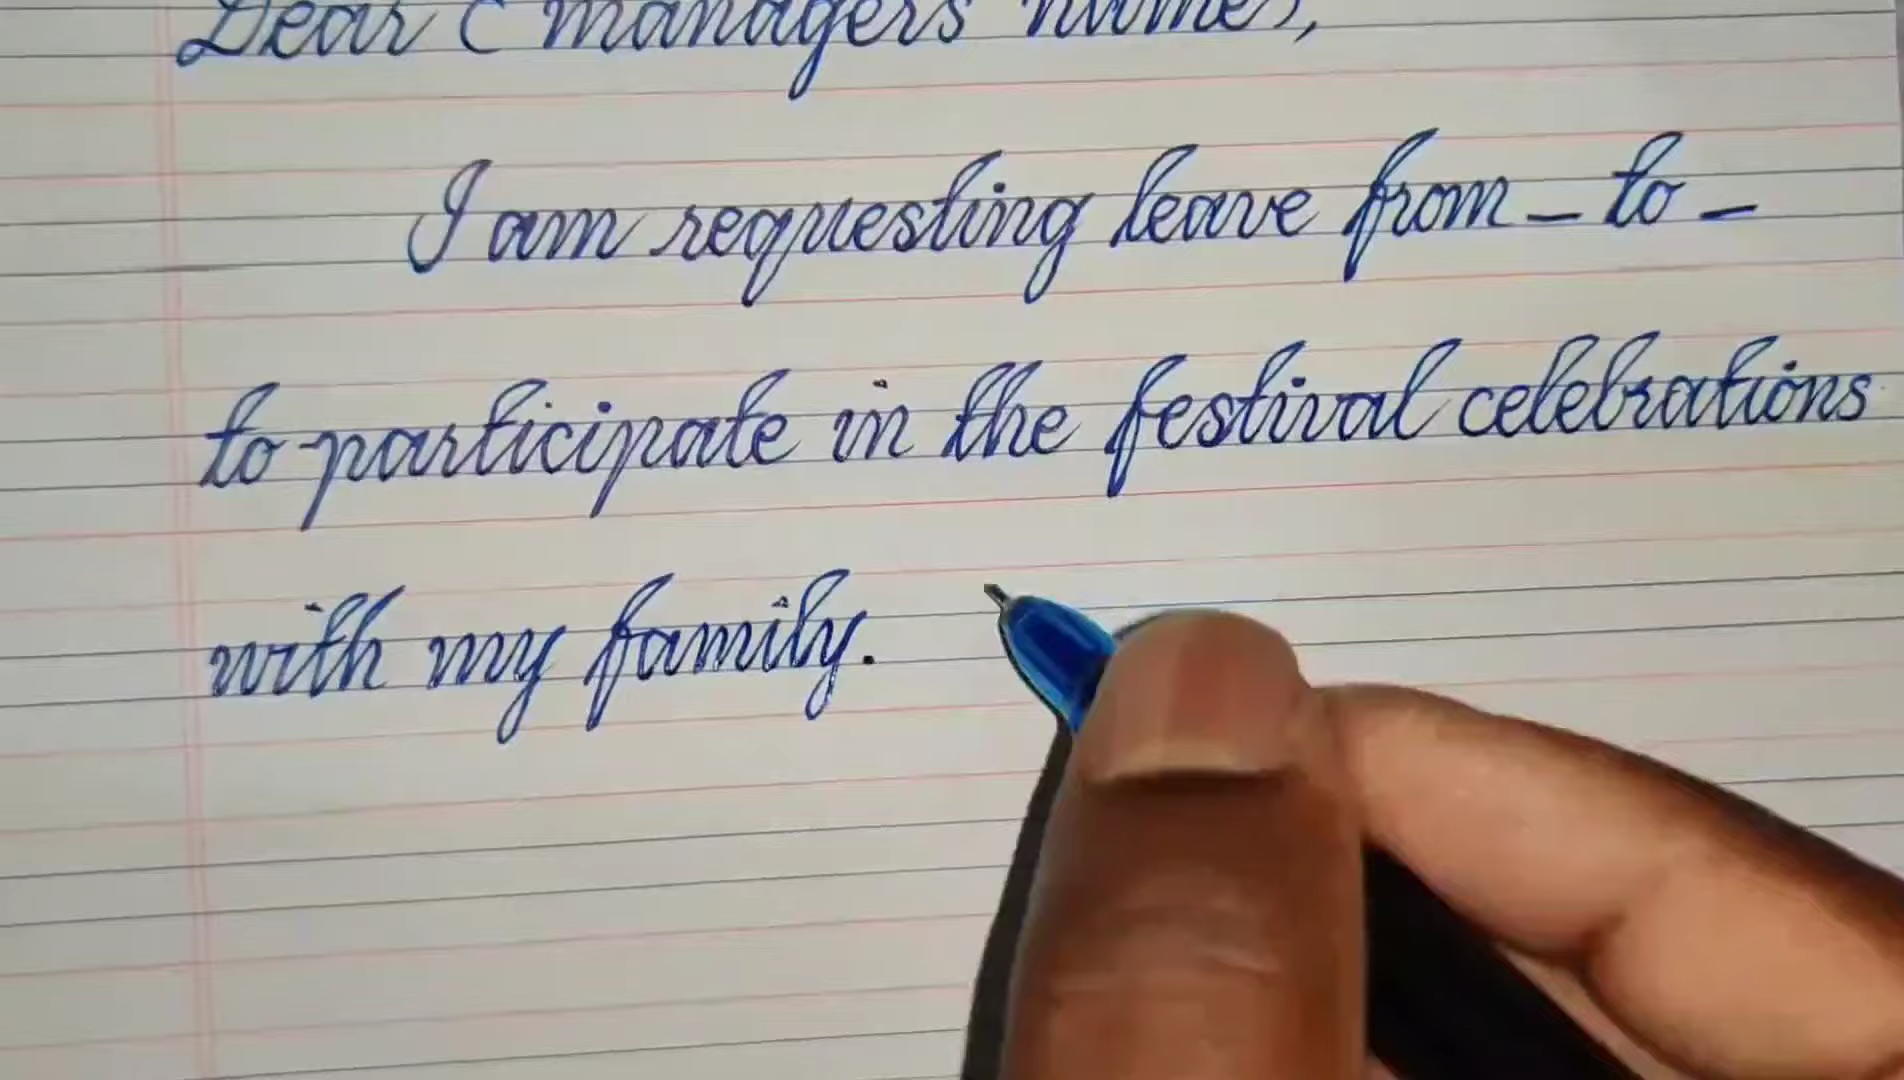 Dear ( managers name),
I am requesting leave from _ to _
to participate in the festival celebrations
with my family.